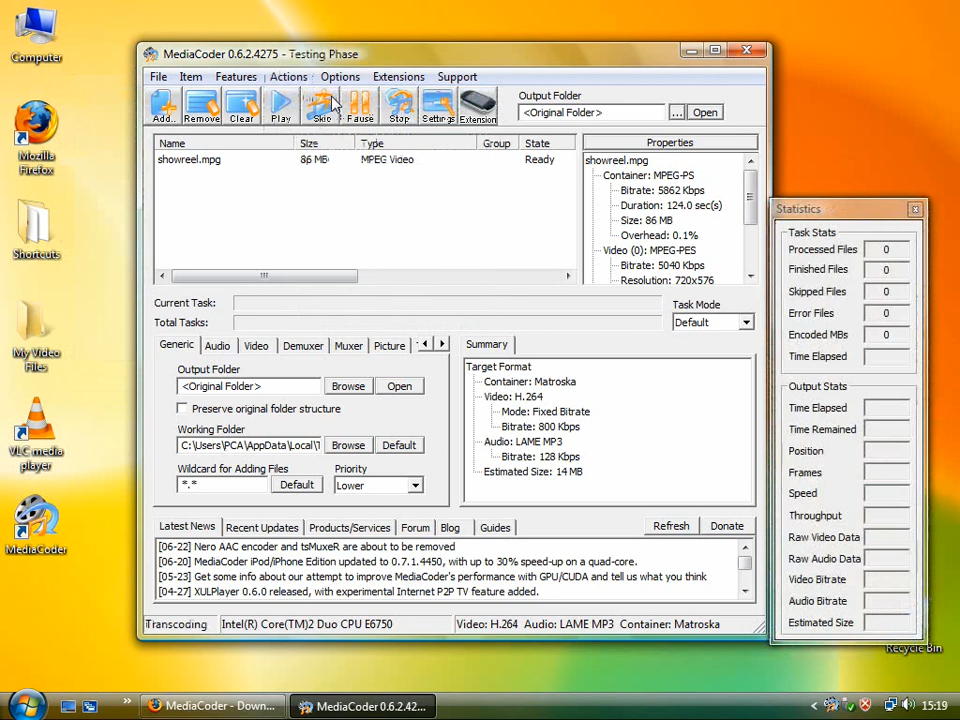 Computer
Mozilla
Firefox
Shortcuts
My Video
Files
VLC media
player
MediaCoder
MediaCoder 0.6.2.4275 - Testing Phase
File Item Features Actions Options Extensions Support
Add.. Remove Clear Play Skip Pause Stop Settings Extension
Output Folder
<Original Folder> ... Open
Name Size Type Group State
showreel.mpg 86 MB MPEG Video Ready
Properties
showreel.mpg
Container: MPEG-PS
Bitrate: 5862 Kbps
Duration: 124.0 sec(s)
Size: 86 MB
Overhead: 0.1%
Video (0): MPEG-PES
Bitrate: 5040 Kbps
Resolution: 720x576
Current Task:
Total Tasks:
Task Mode
Default
Generic Audio Video Demuxer Muxer Picture
Output Folder
<Original Folder> Browse Open
Preserve original folder structure
Working Folder
C:\Users\PCA\AppData\Local\T Browse Default
Wildcard for Adding Files Priority
*.* Default Lower
Summary
Target Format
Container: Matroska
Video: H.264
Mode: Fixed Bitrate
Bitrate: 800 Kbps
Audio: LAME MP3
Bitrate: 128 Kbps
Estimated Size: 14 MB
Latest News Recent Updates Products/Services Forum Blog Guides Refresh Donate
[06-22] Nero AAC encoder and tsMuxeR are about to be removed
[06-20] MediaCoder iPod/iPhone Edition updated to 0.7.1.4450, with up to 30% speed-up on quad-core.
[05-23] Get some info about our attempt to improve MediaCoder's performance with GPU/CUDA and tell us what you think
[04-27] XULPlayer 0.6.0 released, with experimental Internet P2P TV feature added.
Transcoding Intel(R) Core(TM)2 Duo CPU E6750 Video: H.264 Audio: LAME MP3 Container: Matroska
Statistics
Task Stats
Processed Files 0
Finished Files 0
Skipped Files 0
Error Files 0
Encoded MBs 0
Time Elapsed
Output Stats
Time Elapsed
Time Remained
Position
Frames
Speed
Throughput
Raw Video Data
Raw Audio Data
Video Bitrate
Audio Bitrate
Estimated Size
Recycle Bin
MediaCoder - Down... MediaCoder 0.6.2.42... 15:19